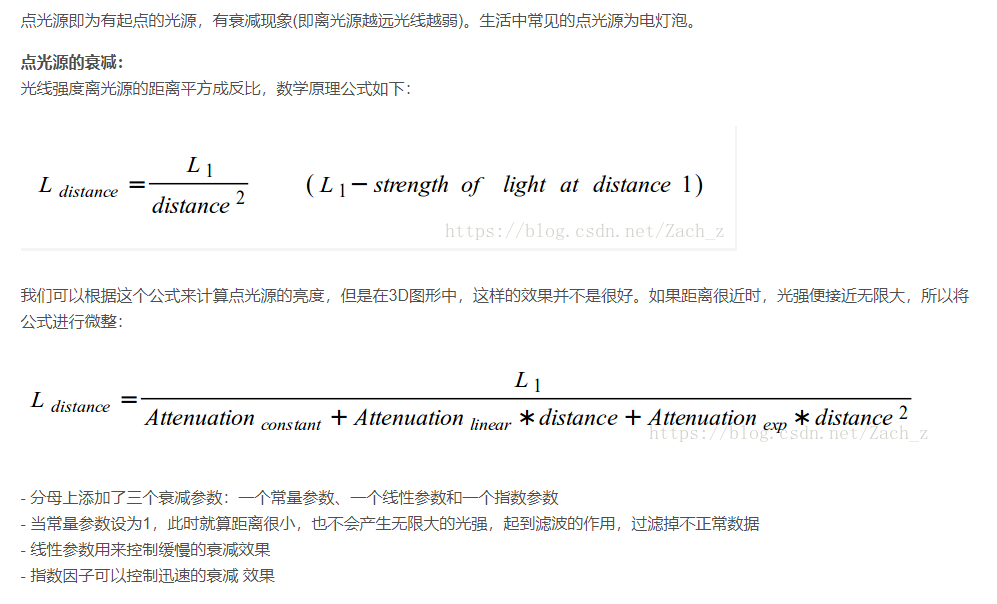 点光源即为有起点的光源，有衰减现象(即离光源越远光线越弱)。生活中常见的点光源为电灯泡。
点光源的衰减：
光线强度离光源的距离平方成反比，数学原理公式如下：
L distance = L 1 / distance 2 ( L 1 − strength of light at distance 1)
https://blog.csdn.net/Zach_z
我们可以根据这个公式来计算点光源的亮度，但是在3D图形中，这样的效果并不是很好。如果距离很近时，光强便接近无限大，所以将
公式进行微整：
L distance = L 1 / Attenuation constant + Attenuation linear * distance + Attenuation exp * distance 2
https://blog.csdn.net/Zach_z
- 分母上添加了三个衰减参数：一个常量参数、一个线性参数和一个指数参数
- 当常量参数设为1，此时就算距离很小，也不会产生无限大的光强，起到滤波的作用，过滤掉不正常数据
- 线性参数用来控制缓慢的衰减效果
- 指数因子可以控制迅速的衰减 效果